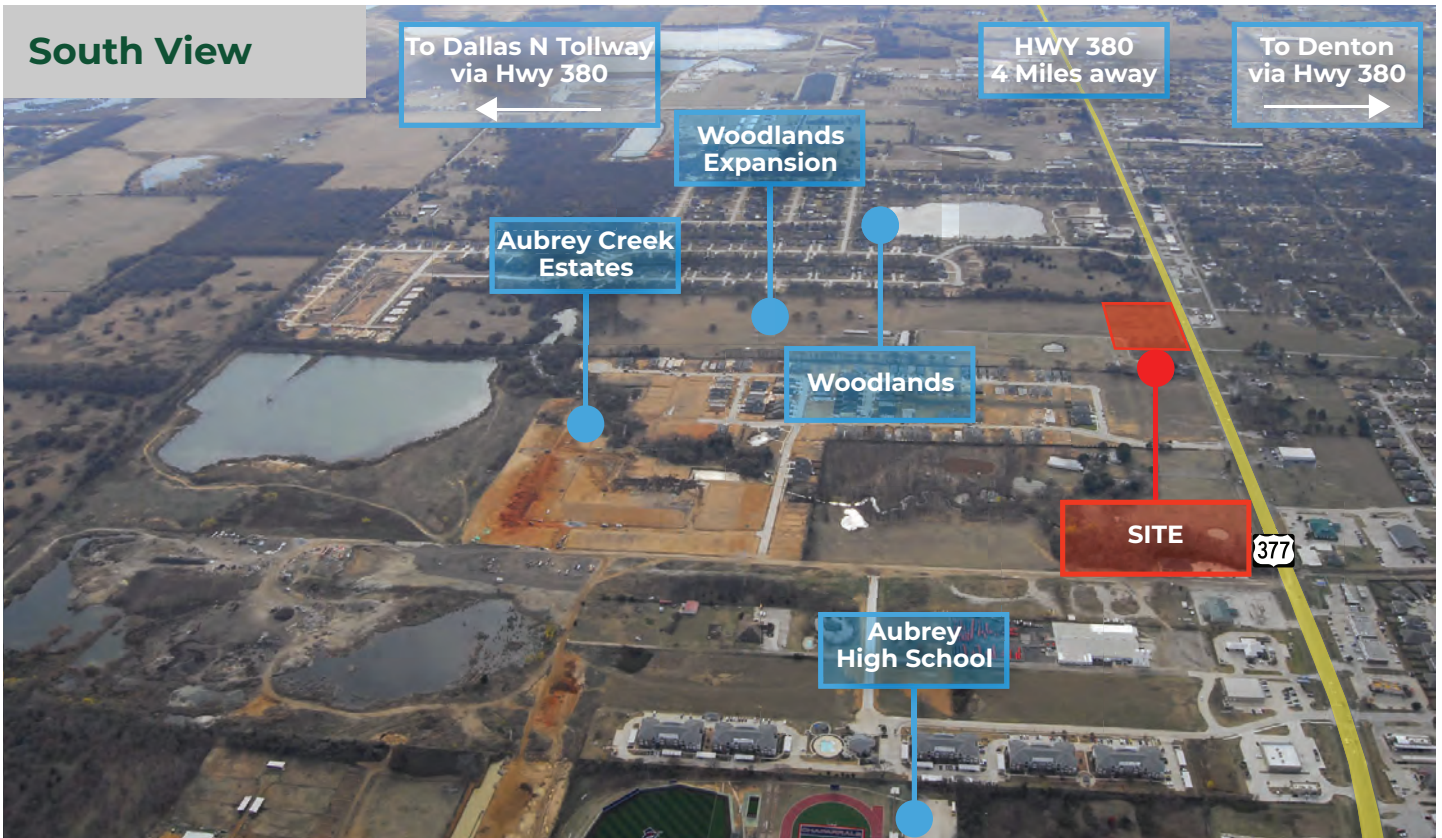 South View
To Dallas N Tollway
via Hwy 380
HWY 380
4 Miles away
To Denton
via Hwy 380
Woodlands
Expansion
Aubrey Creek
Estates
Woodlands
SITE
377
Aubrey
High School
CHAPARRALS